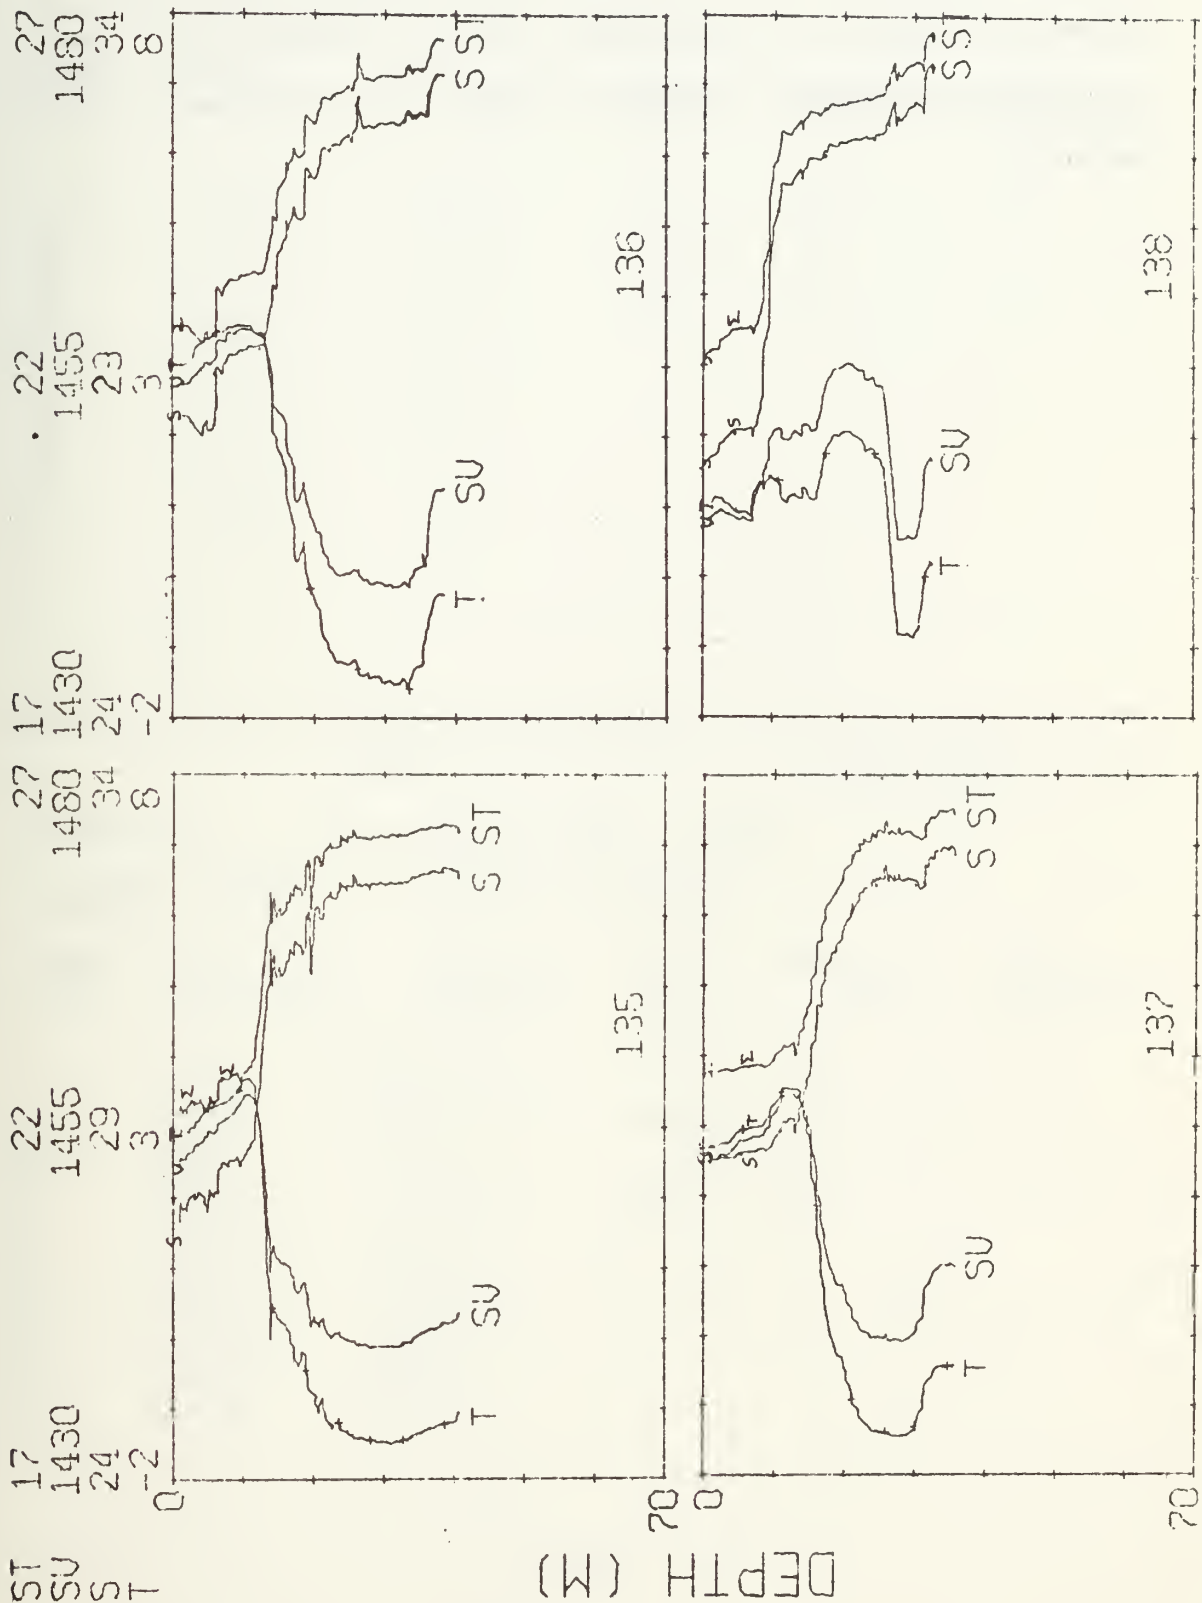 ST 17 22 27 17 22 27
SU 1430 1455 1480 1430 1455 1480
S 24 29 34 24 23 34
T -2 3 8 -2 3 8
0
T SU S ST
T SU S ST
135
136
70
DEPTH (M)
0
T SU S ST
T SU S S
137
138
70